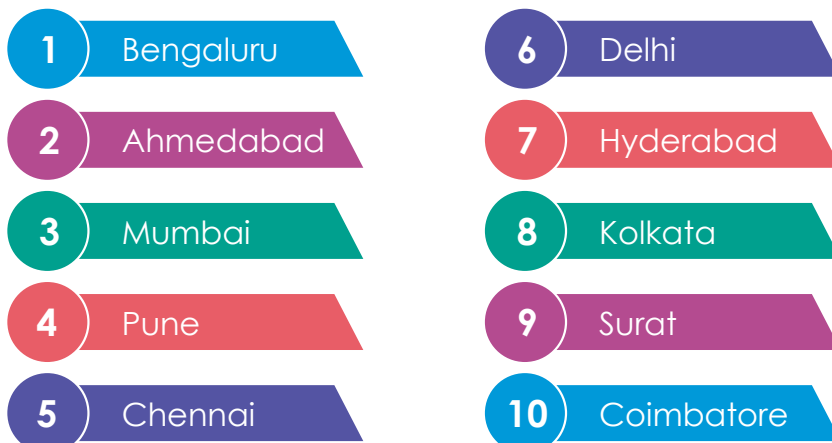 1 Bengaluru
2 Ahmedabad
3 Mumbai
4 Pune
5 Chennai
6 Delhi
7 Hyderabad
8 Kolkata
9 Surat
10 Coimbatore